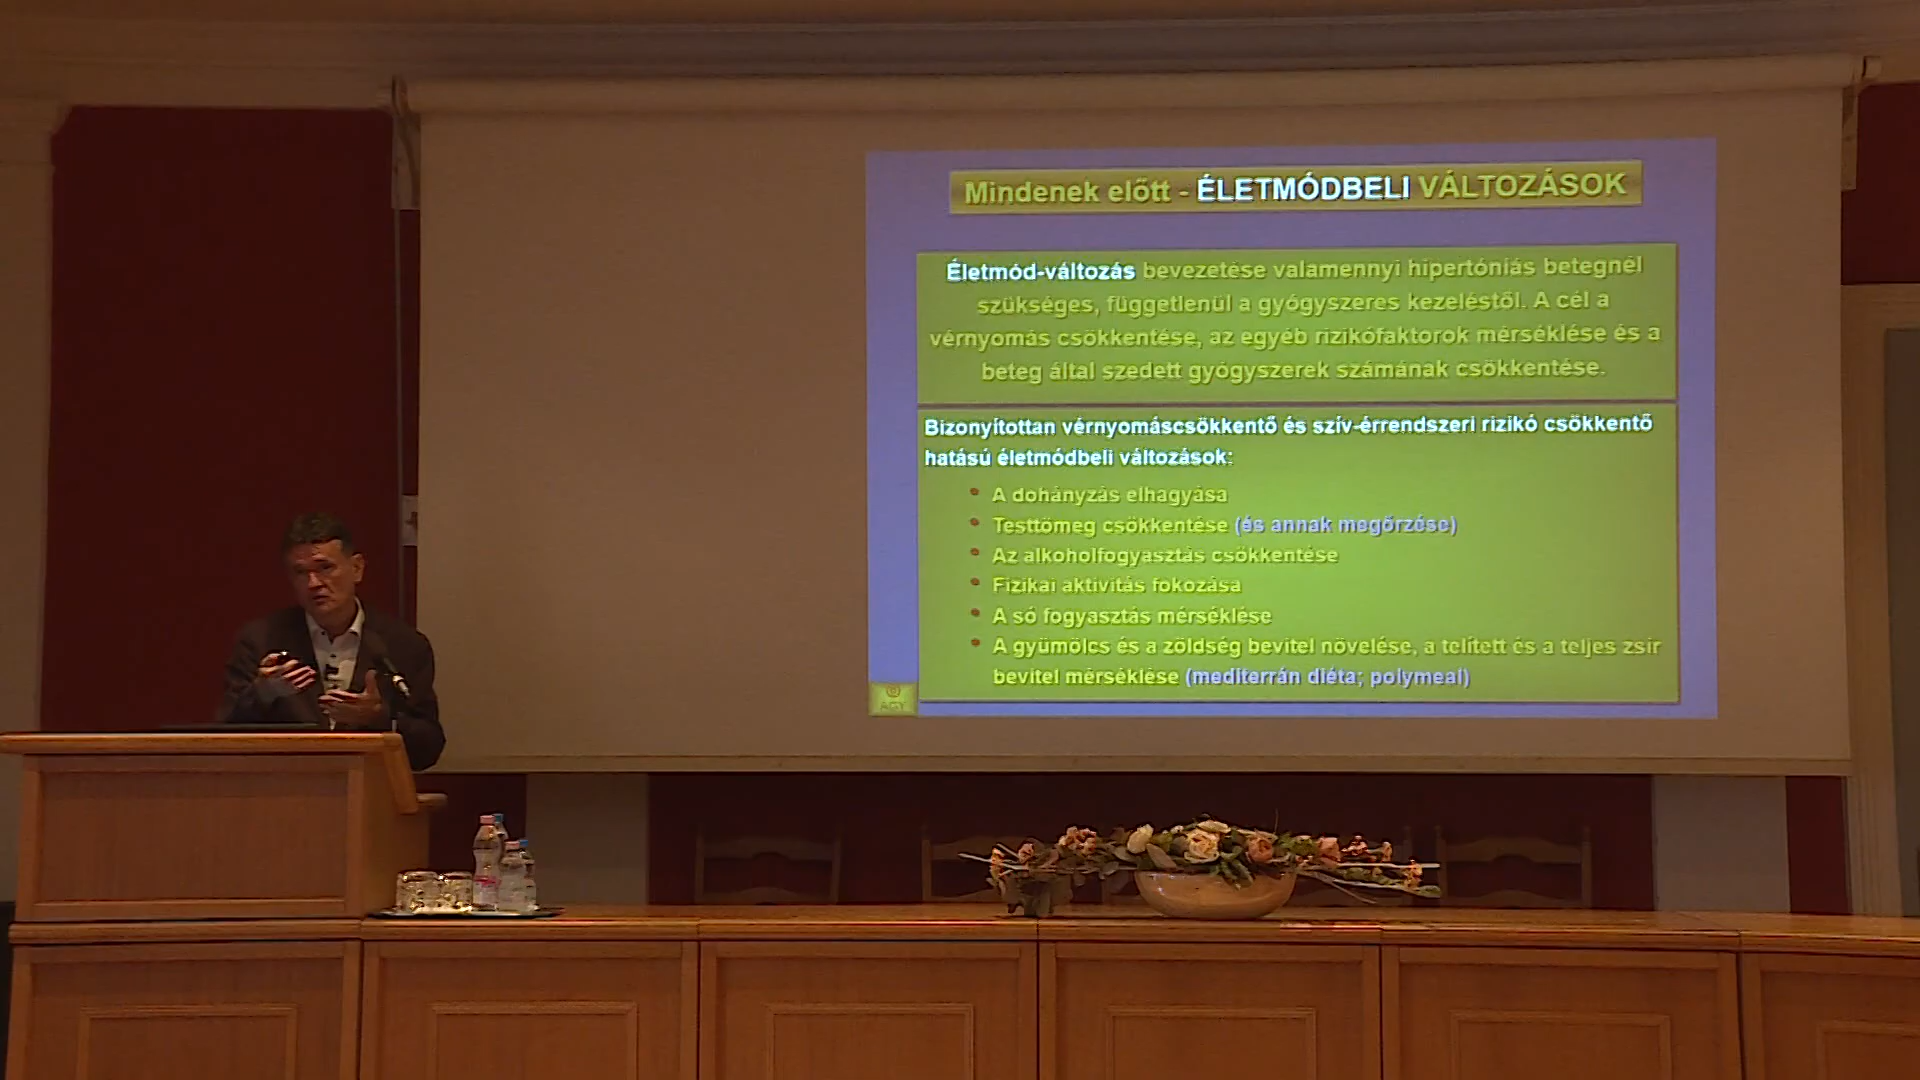 Mindenek előtt - ÉLETMÓDBELI VÁLTOZÁSOK
Életmód-változás bevezetése valamennyi hipertóniás betegnél
szükséges, függetlenül a gyógyszeres kezeléstől. A cél a
vérnyomás csökkentése, az egyéb rizikófaktorok mérséklése és a
beteg által szedett gyógyszerek számának csökkentése.
Bizonyítottan vérnyomáscsökkentő és szív-érrendszeri rizikó csökkentő
hatású életmódbeli változások:
• A dohányzás elhagyása
• Testtömeg csökkentése (és annak megőrzése)
• Az alkoholfogyasztás csökkentése
• Fizikai aktivitás fokozása
• A só fogyasztás mérséklése
• A gyümölcs és a zöldség bevitel növelése, a telített és a teljes zsír
bevitel mérséklése (mediterrán diéta; polymeal)
AGY